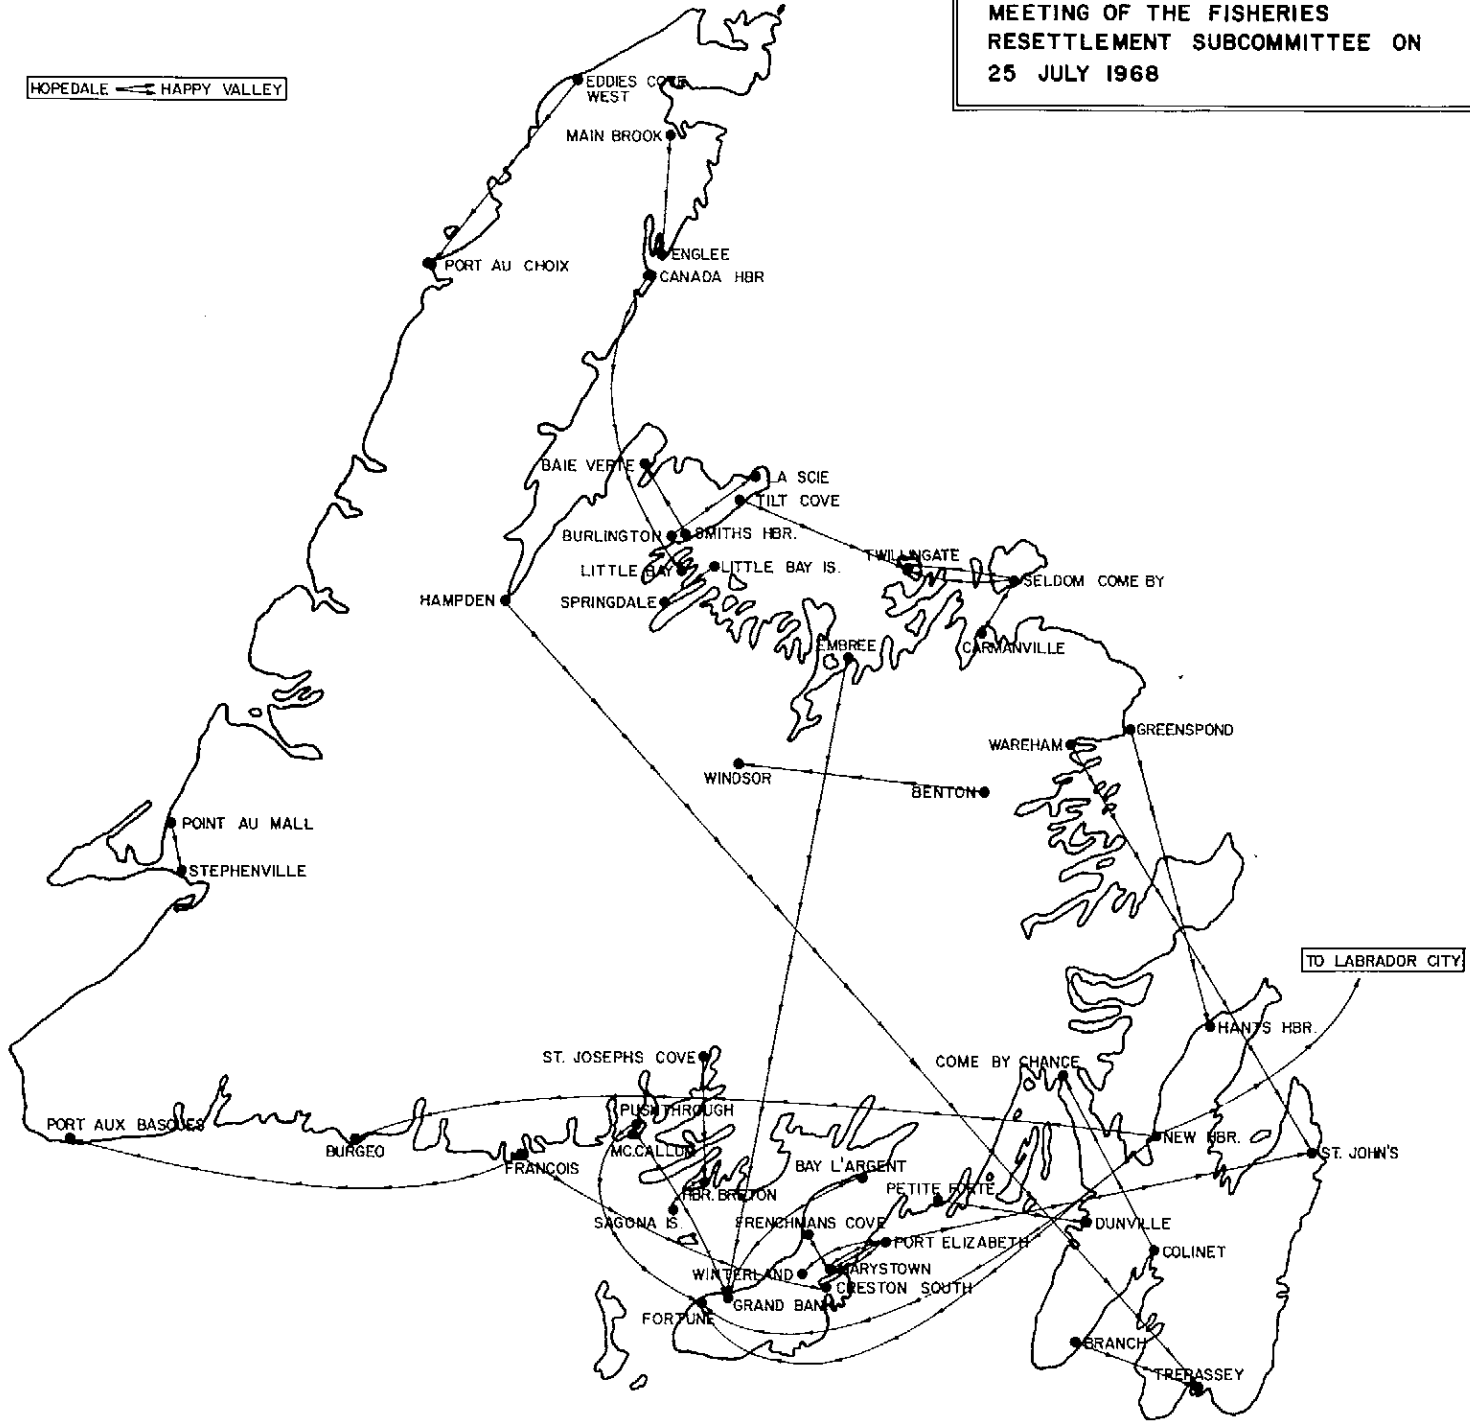 MEETING OF THE FISHERIES
RESETTLEMENT SUBCOMMITTEE ON
25 JULY 1968
HOPEDALE HAPPY VALLEY
EDDIES COVE
WEST
MAIN BROOK
ENGLEE
PORT AU CHOIX
CANADA HBR
BAIE VERTE
LA SCIE
TILT COVE
BURLINGTON
SMITHS HBR.
TWILLINGATE
LITTLE BAY
LITTLE BAY IS.
SELDOM COME BY
HAMPDEN
SPRINGDALE
EMBREE
CARMANVILLE
GREENSPOND
WAREHAM
WINDSOR
BENTON
POINT AU MALL
STEPHENVILLE
TO LABRADOR CITY
HANTS HBR.
ST. JOSEPHS COVE
COME BY CHANCE
PUSHTHROUGH
PORT AUX BASQUES
NEW HBR.
BURGEO
MC.CALLUM
ST. JOHN'S
FRANCOIS
BAY L'ARGENT
HBR. BRETON
PETITE FORTE
SAGONA IS.
FRENCHMANS COVE
DUNVILLE
PORT ELIZABETH
COLINET
WINTERLAND
MARYSTOWN
CRESTON SOUTH
GRAND BANK
FORTUNE
BRANCH
TREPASSEY